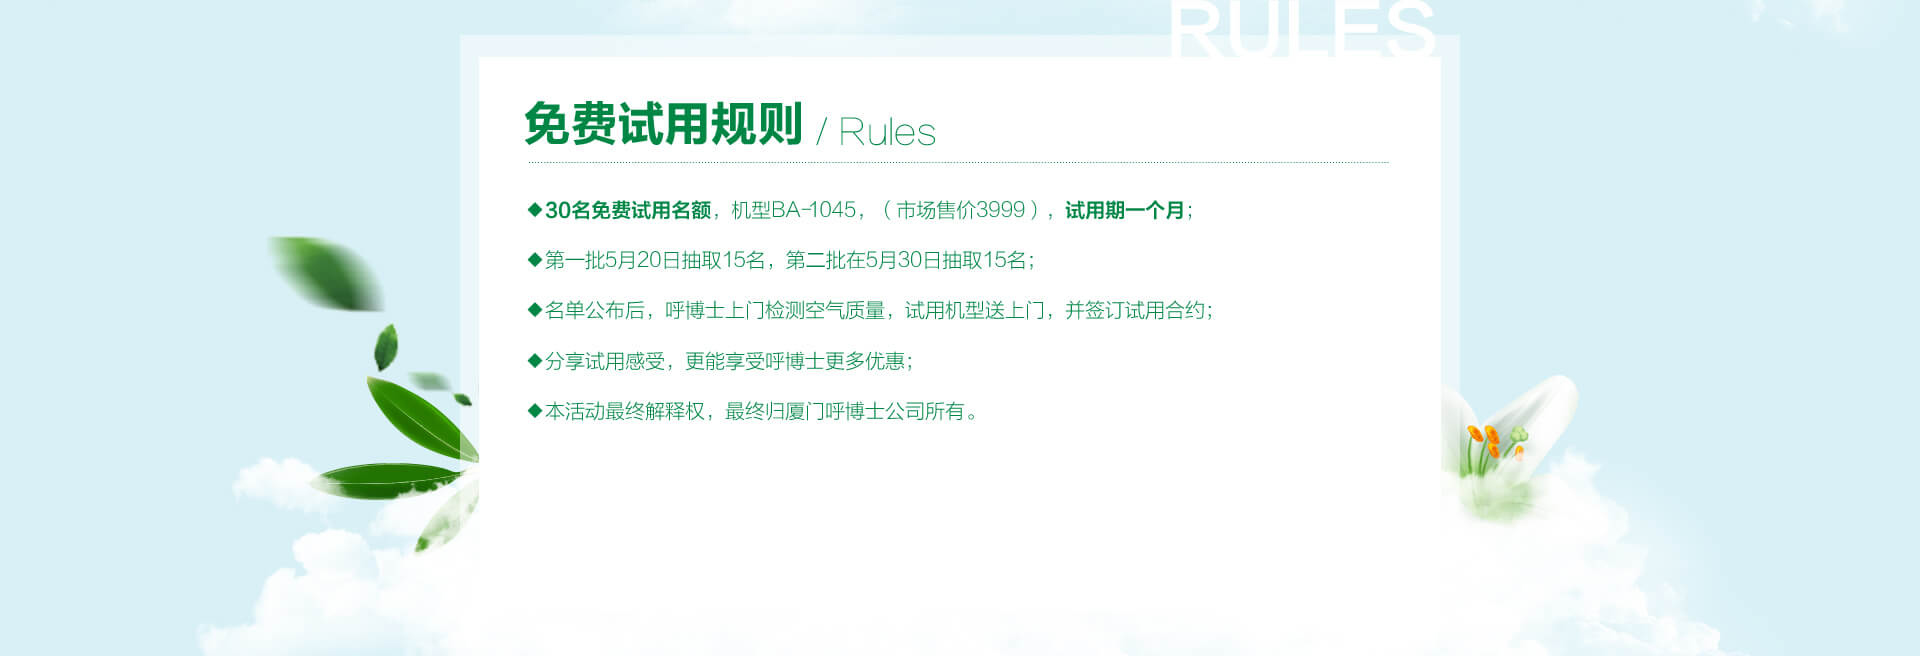 RULES
免费试用规则 / Rules
◆30名免费试用名额，机型BA-1045，（市场售价3999），试用期一个月；
◆第一批5月20日抽取15名，第二批在5月30日抽取15名；
◆名单公布后，呼博士上门检测空气质量，试用机型送上门，并签订试用合约；
◆分享试用感受，更能享受呼博士更多优惠；
◆本活动最终解释权，最终归厦门呼博士公司所有。